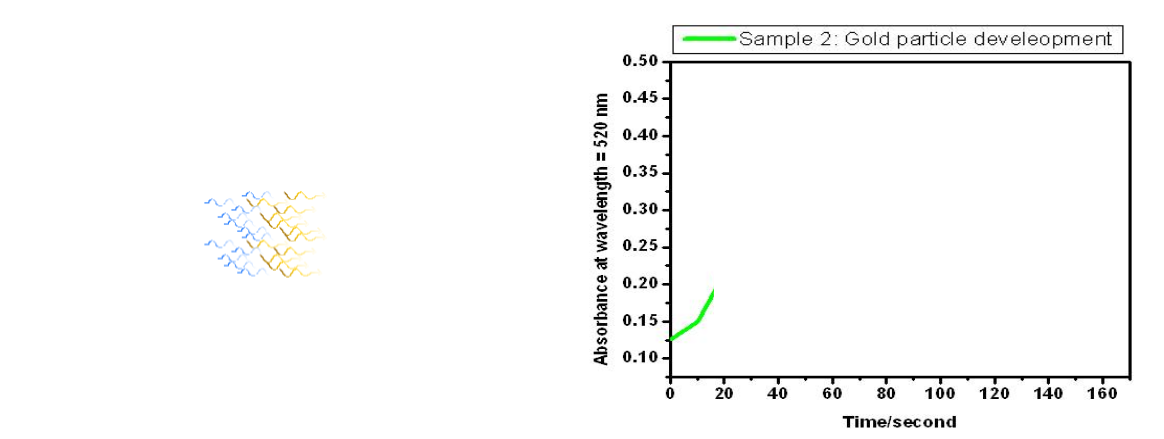 Sample 2: Gold particle develeopment
0.50
0.45
0.40
0.35
0.30
0.25
0.20
0.15
0.10
Absorbance at wavelength = 520 nm
0 20 40 60 80 100 120 140 160
Time/second